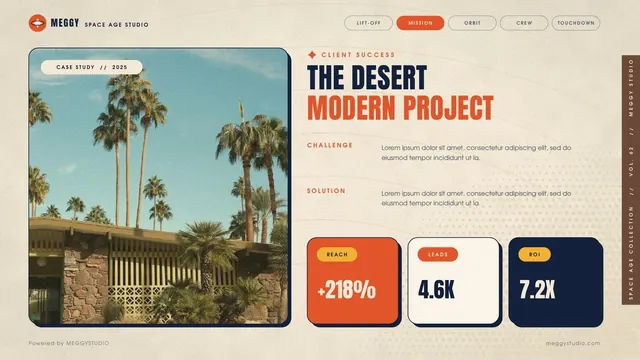 MEGGY SPACE AGE STUDIO
LIFT-OFF
MISSION
ORBIT
CREW
TOUCHDOWN
CASE STUDY // 2025
CLIENT SUCCESS
THE DESERT
MODERN PROJECT
CHALLENGE
Lorem ipsum dolor sit amet, consectetur adipiscing elit, sed do
eiusmod tempor incididunt ut la.
SOLUTION
Lorem ipsum dolor sit amet, consectetur adipiscing elit, sed do
eiusmod tempor incididunt ut la.
REACH
+218%
LEADS
4.6K
ROI
7.2X
SPACE AGE COLLECTION // VOL. 02 // MEGGY STUDIO
Powered by MEGGYSTUDIO
meggystudio.com